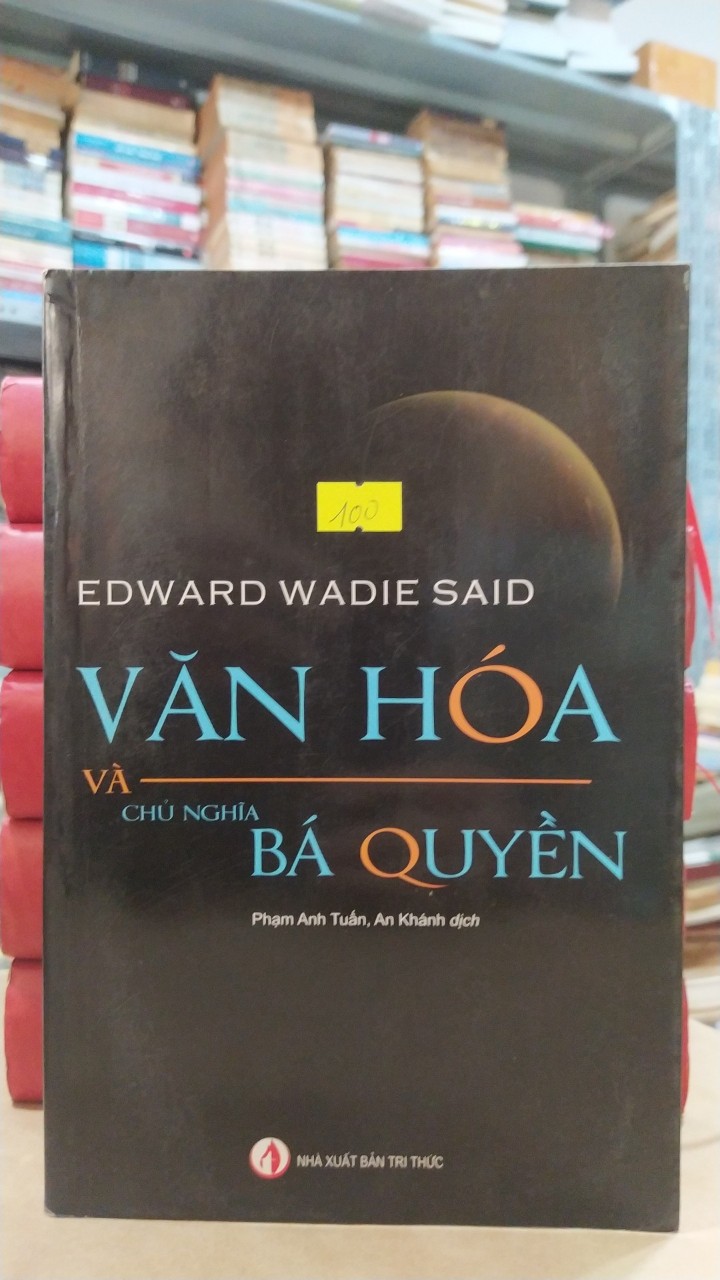 100
EDWARD WADIE SAID
VĂN HÓA
VÀ
CHỦ NGHĨA
BÁ QUYỀN
Phạm Anh Tuấn, An Khánh dịch
NHÀ XUẤT BẢN TRI THỨC